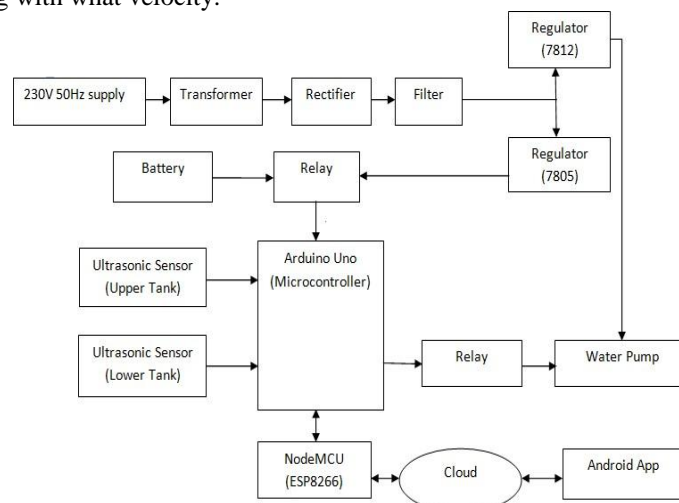 g with what velocity.
Regulator
(7812)
230V 50Hz supply
Transformer
Rectifier
Filter
Regulator
(7805)
Battery
Relay
Arduino Uno
(Microcontroller)
Ultrasonic Sensor
(Upper Tank)
Ultrasonic Sensor
(Lower Tank)
Relay
Water Pump
NodeMCU
(ESP8266)
Cloud
Android App